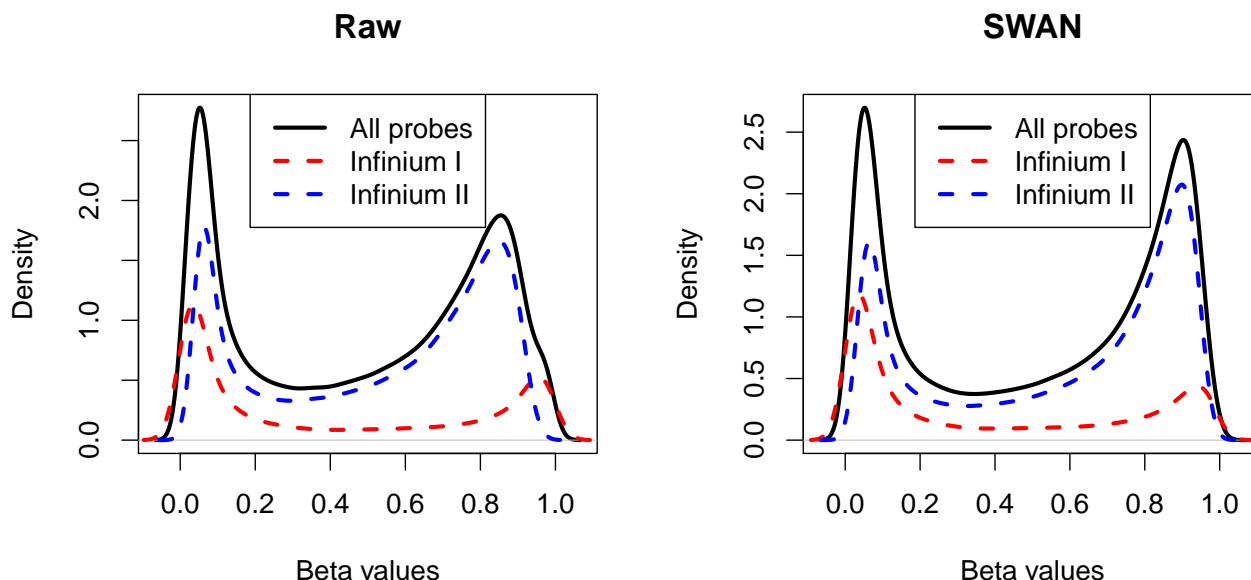 Raw
All probes
Infinium I
Infinium II
Density
0.0
1.0
2.0
0.0 0.2 0.4 0.6 0.8 1.0
Beta values
SWAN
All probes
Infinium I
Infinium II
Density
0.0
0.5
1.0
1.5
2.0
2.5
0.0 0.2 0.4 0.6 0.8 1.0
Beta values